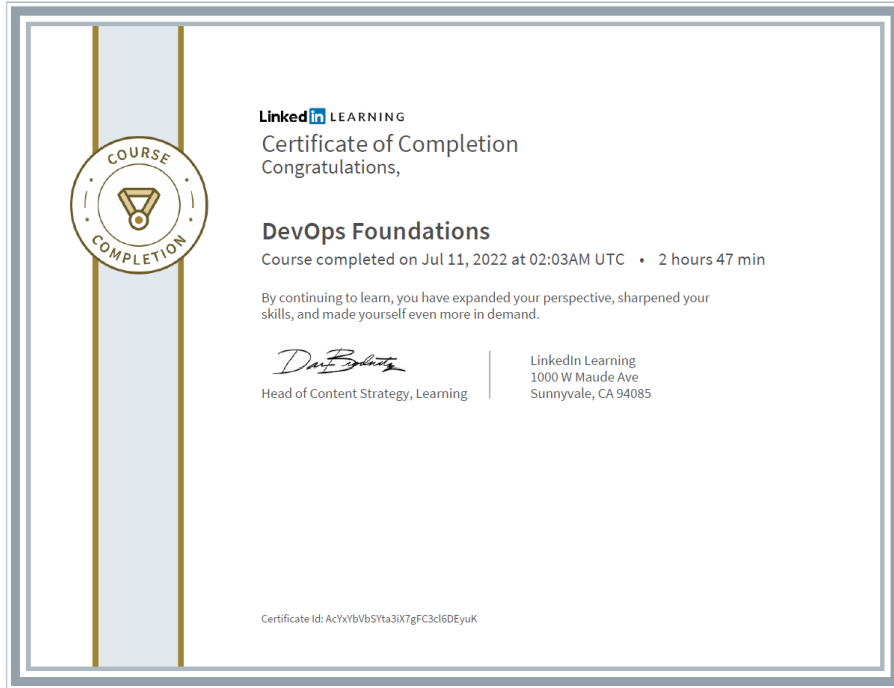 COURSE
COMPLETION
Linked in LEARNING
Certificate of Completion
Congratulations,
DevOps Foundations
Course completed on Jul 11, 2022 at 02:03AM UTC • 2 hours 47 min
By continuing to learn, you have expanded your perspective, sharpened your
skills, and made yourself even more in demand.
Head of Content Strategy, Learning
LinkedIn Learning
1000 W Maude Ave
Sunnyvale, CA 94085
Certificate Id: AcYxYbVbSYta3iX7gFC3cl6DEyuK